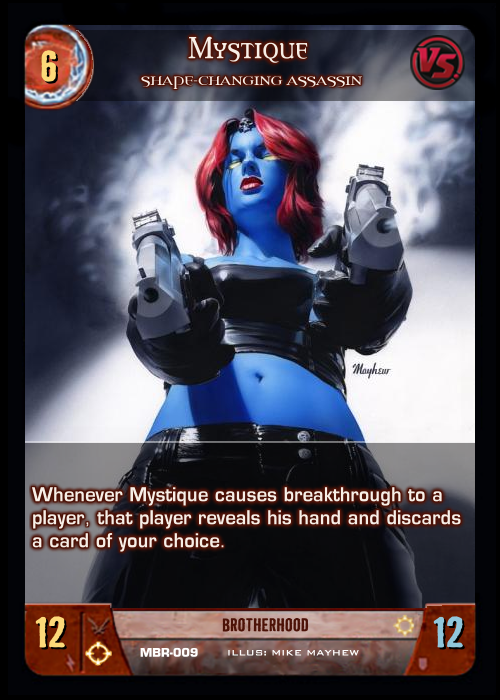 6
Mystique
SHAPE-CHANGING ASSASSIN
VS
Mayhew
Whenever Mystique causes breakthrough to a
player, that player reveals his hand and discards
a card of your choice.
12
BROTHERHOOD
12
MBR-009 ILLUS: MIKE MAYHEW